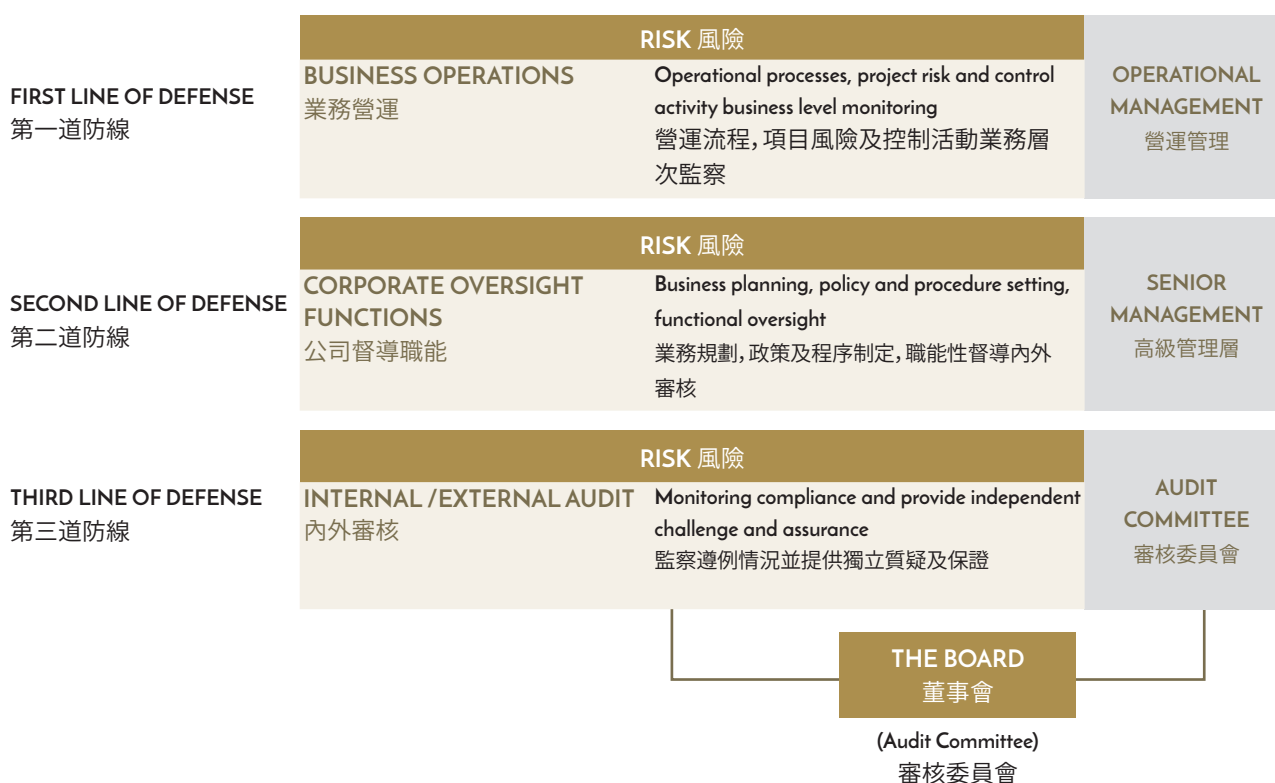 FIRST LINE OF DEFENSE
第一道防線
RISK 風險
BUSINESS OPERATIONS
業務營運
Operational processes, project risk and control
activity business level monitoring
營運流程，項目風險及控制活動業務層
次監察
OPERATIONAL
MANAGEMENT
營運管理
SECOND LINE OF DEFENSE
第二道防線
RISK 風險
CORPORATE OVERSIGHT
FUNCTIONS
公司督導職能
Business planning, policy and procedure setting,
functional oversight
業務規劃，政策及程序制定，職能性督導內外
審核
SENIOR
MANAGEMENT
高級管理層
THIRD LINE OF DEFENSE
第三道防線
RISK 風險
INTERNAL /EXTERNAL AUDIT
內外審核
Monitoring compliance and provide independent
challenge and assurance
監察遵例情況並提供獨立質疑及保證
AUDIT
COMMITTEE
審核委員會
THE BOARD
董事會
(Audit Committee)
審核委員會